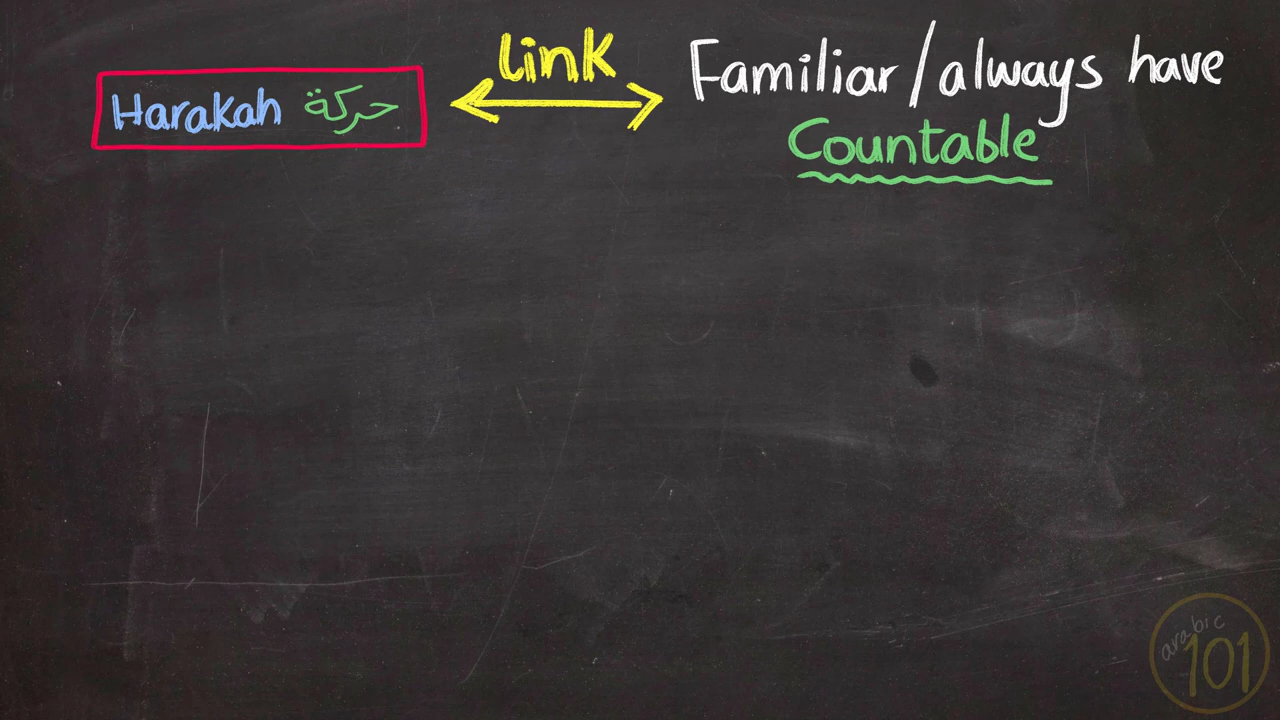 Harakah حركة
Link
Familiar/always have
Countable
arabic
101